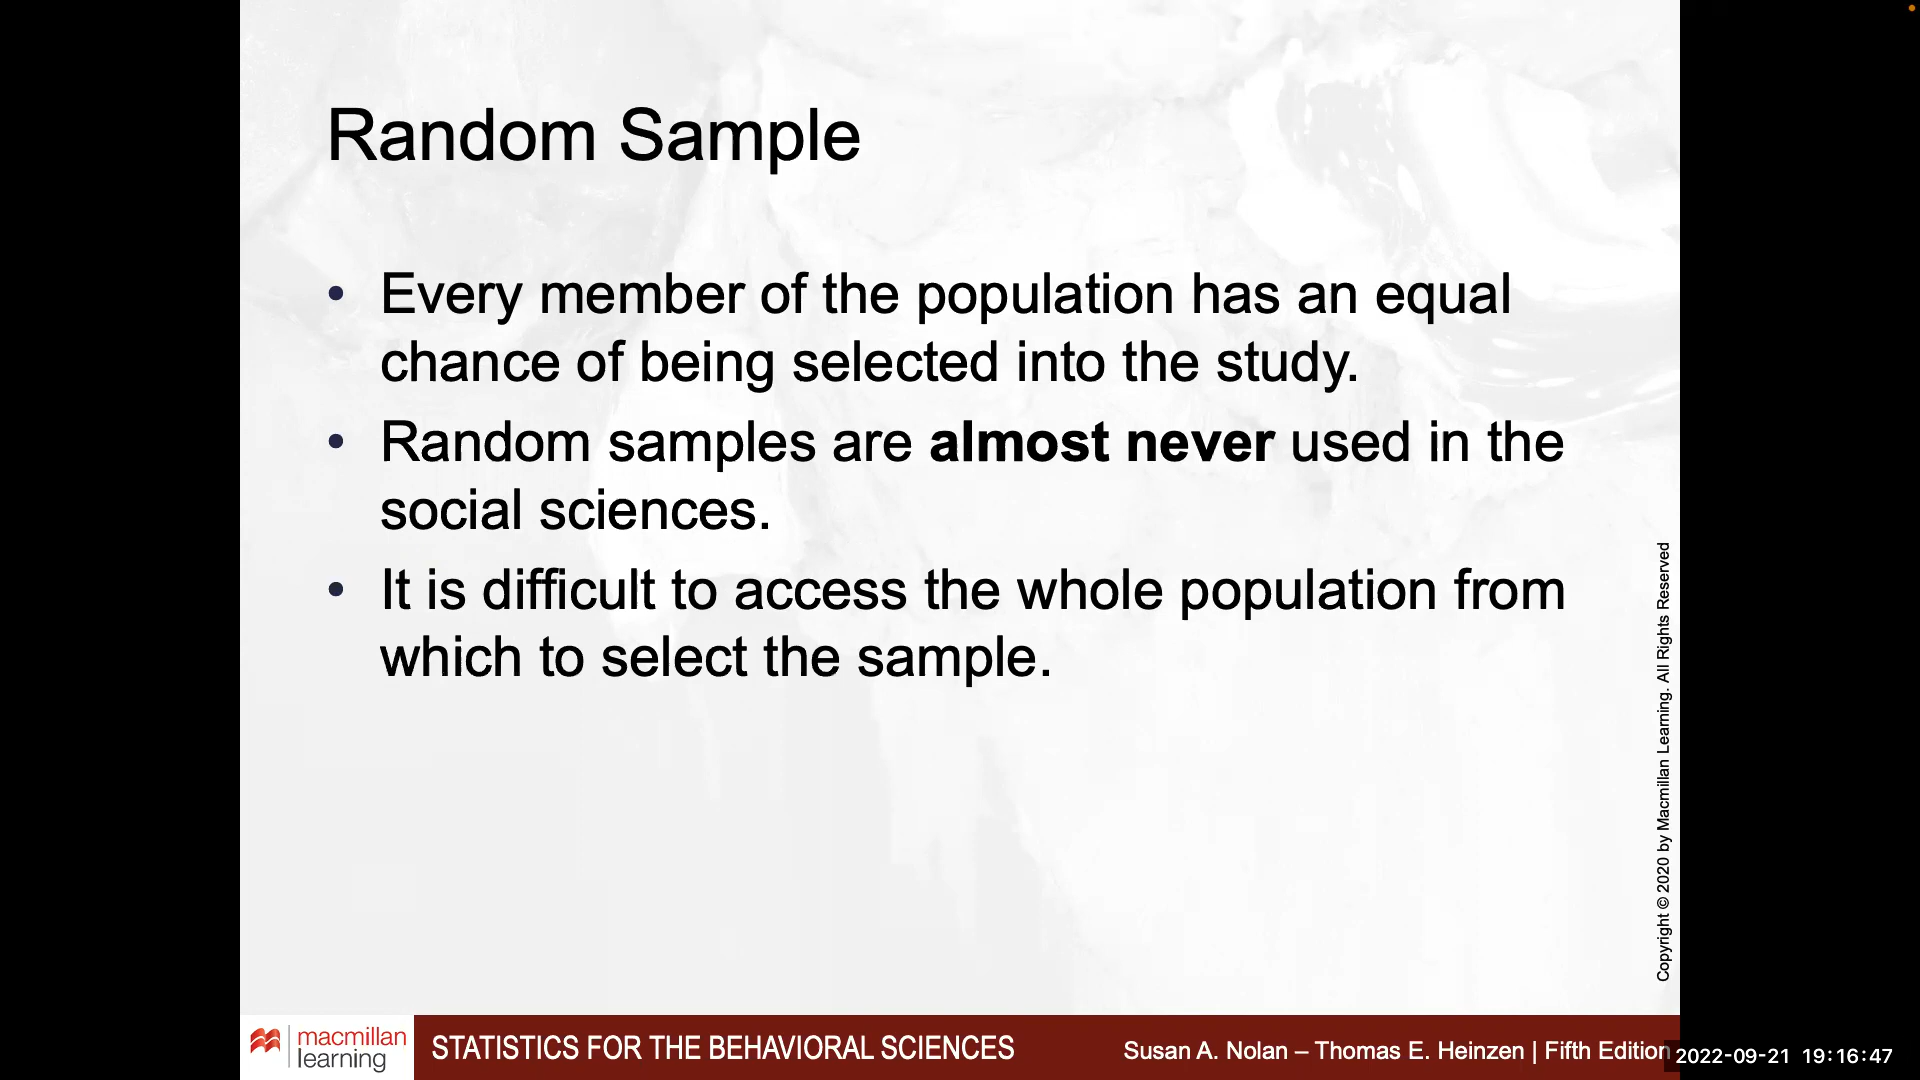 Random Sample
• Every member of the population has an equal
chance of being selected into the study.
• Random samples are almost never used in the
social sciences.
• It is difficult to access the whole population from
which to select the sample.
Copyright © 2020 by Macmillan Learning. All Rights Reserved
macmillan
learning
STATISTICS FOR THE BEHAVIORAL SCIENCES
Susan A. Nolan – Thomas E. Heinzen | Fifth Edition
2022-09-21 19:16:47